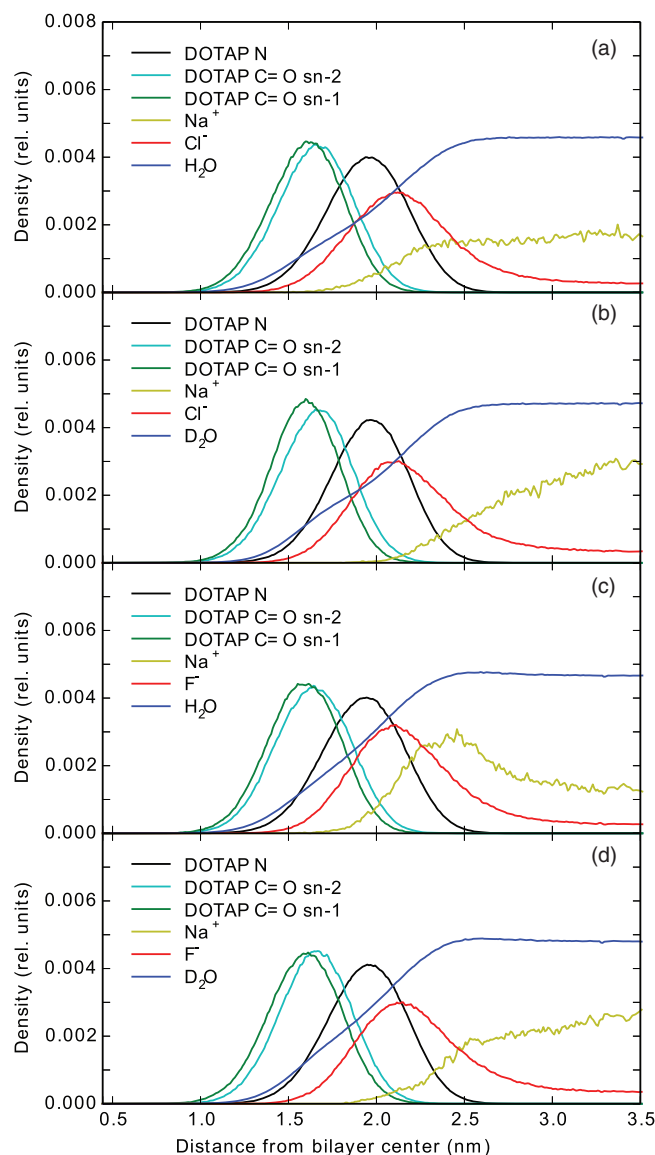 0.008
(a)
DOTAP N
DOTAP C= O sn-2
0.006
DOTAP C= O sn-1
Na⁺
Cl⁻
0.004
H₂O
0.002
0.000
Density (rel. units)
(b)
DOTAP N
DOTAP C= O sn-2
0.006
DOTAP C= O sn-1
Na⁺
Cl⁻
0.004
D₂O
0.002
0.000
Density (rel. units)
(c)
DOTAP N
DOTAP C= O sn-2
0.006
DOTAP C= O sn-1
Na⁺
F⁻
0.004
H₂O
0.002
0.000
Density (rel. units)
(d)
DOTAP N
DOTAP C= O sn-2
0.006
DOTAP C= O sn-1
Na⁺
F⁻
0.004
D₂O
0.002
0.000
Density (rel. units)
0.5 1.0 1.5 2.0 2.5 3.0 3.5
Distance from bilayer center (nm)